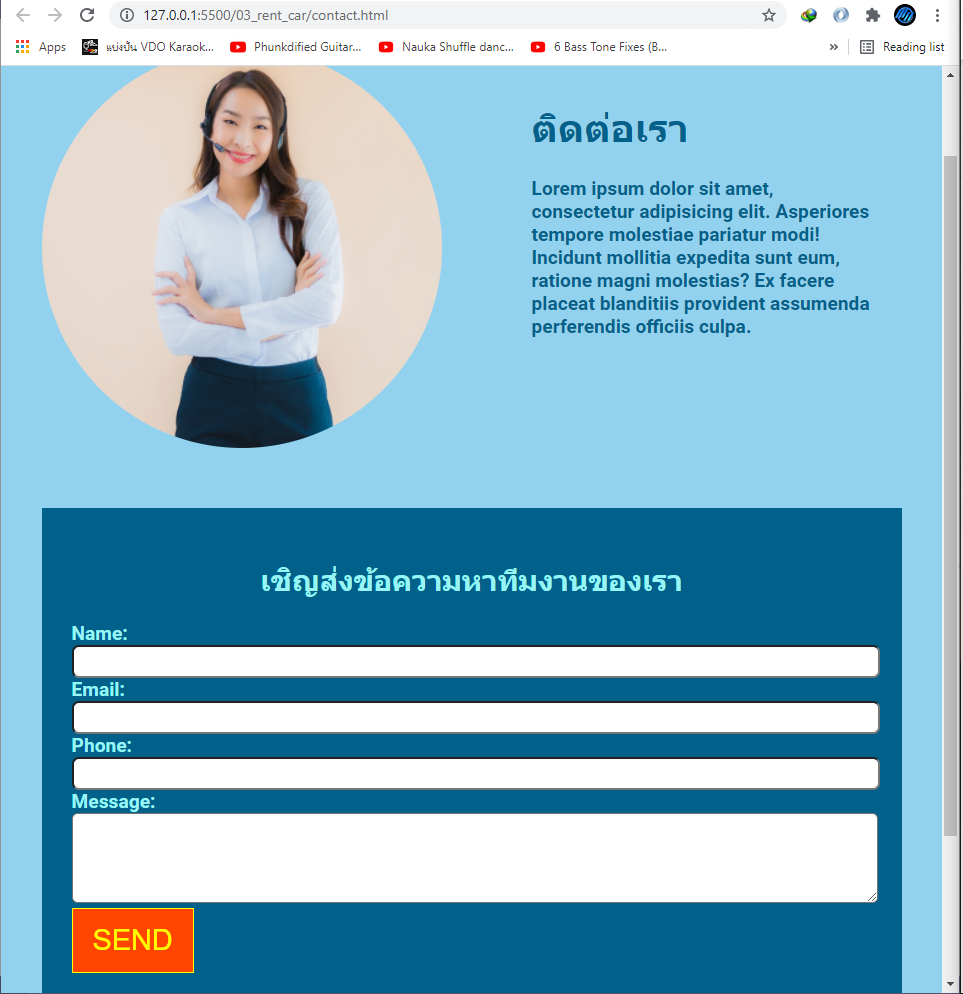 127.0.0.1:5500/03_rent_car/contact.html
Apps แบ่งปัน VDO Karaok... Phunkdified Guitar... Nauka Shuffle danc... 6 Bass Tone Fixes (B... » Reading list
ติดต่อเรา
Lorem ipsum dolor sit amet,
consectetur adipisicing elit. Asperiores
tempore molestiae pariatur modi!
Incidunt mollitia expedita sunt eum,
ratione magni molestias? Ex facere
placeat blanditiis provident assumenda
perferendis officiis culpa.
เชิญส่งข้อความหาทีมงานของเรา
Name:
Email:
Phone:
Message:
SEND